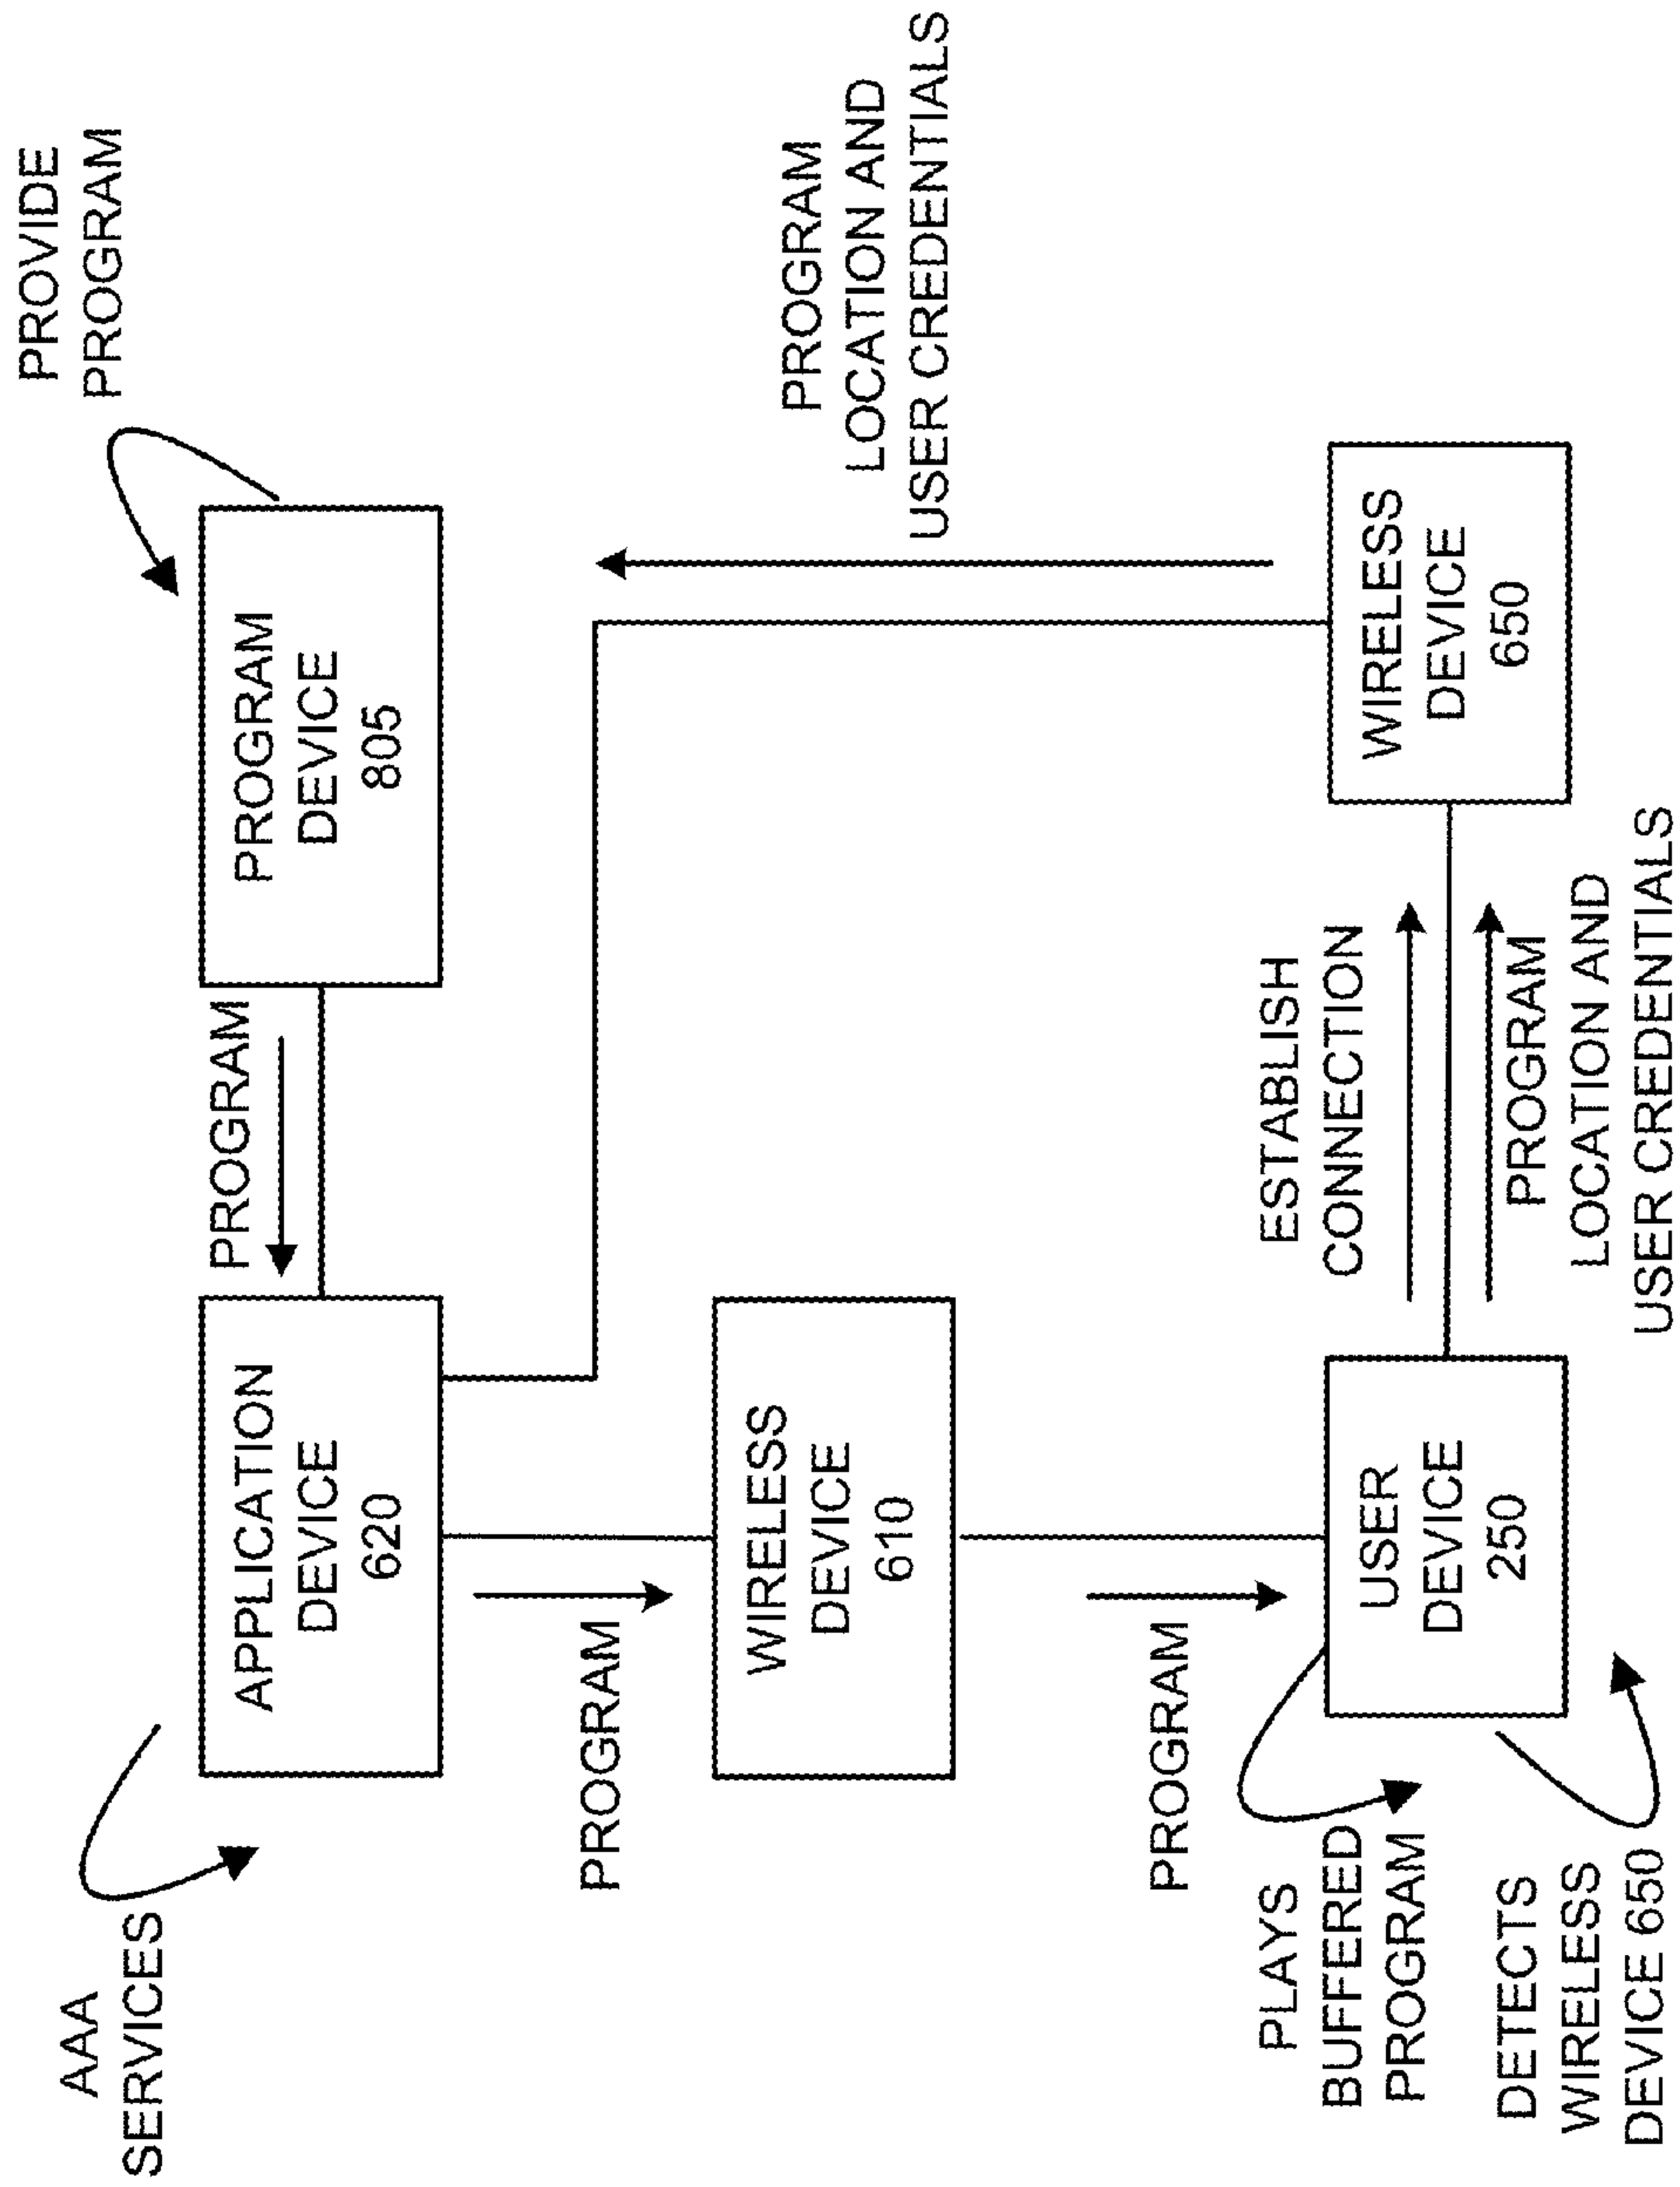 AAA
SERVICES
APPLICATION
DEVICE
620
PROGRAM
PROGRAM
DEVICE
805
PROVIDE
PROGRAM
PROGRAM
WIRELESS
DEVICE
610
PROGRAM
LOCATION AND
USER CREDENTIALS
PROGRAM
PLAYS
BUFFERED
PROGRAM
DETECTS
WIRELESS
DEVICE 650
USER
DEVICE
250
ESTABLISH
CONNECTION
PROGRAM
LOCATION AND
USER CREDENTIALS
WIRELESS
DEVICE
650